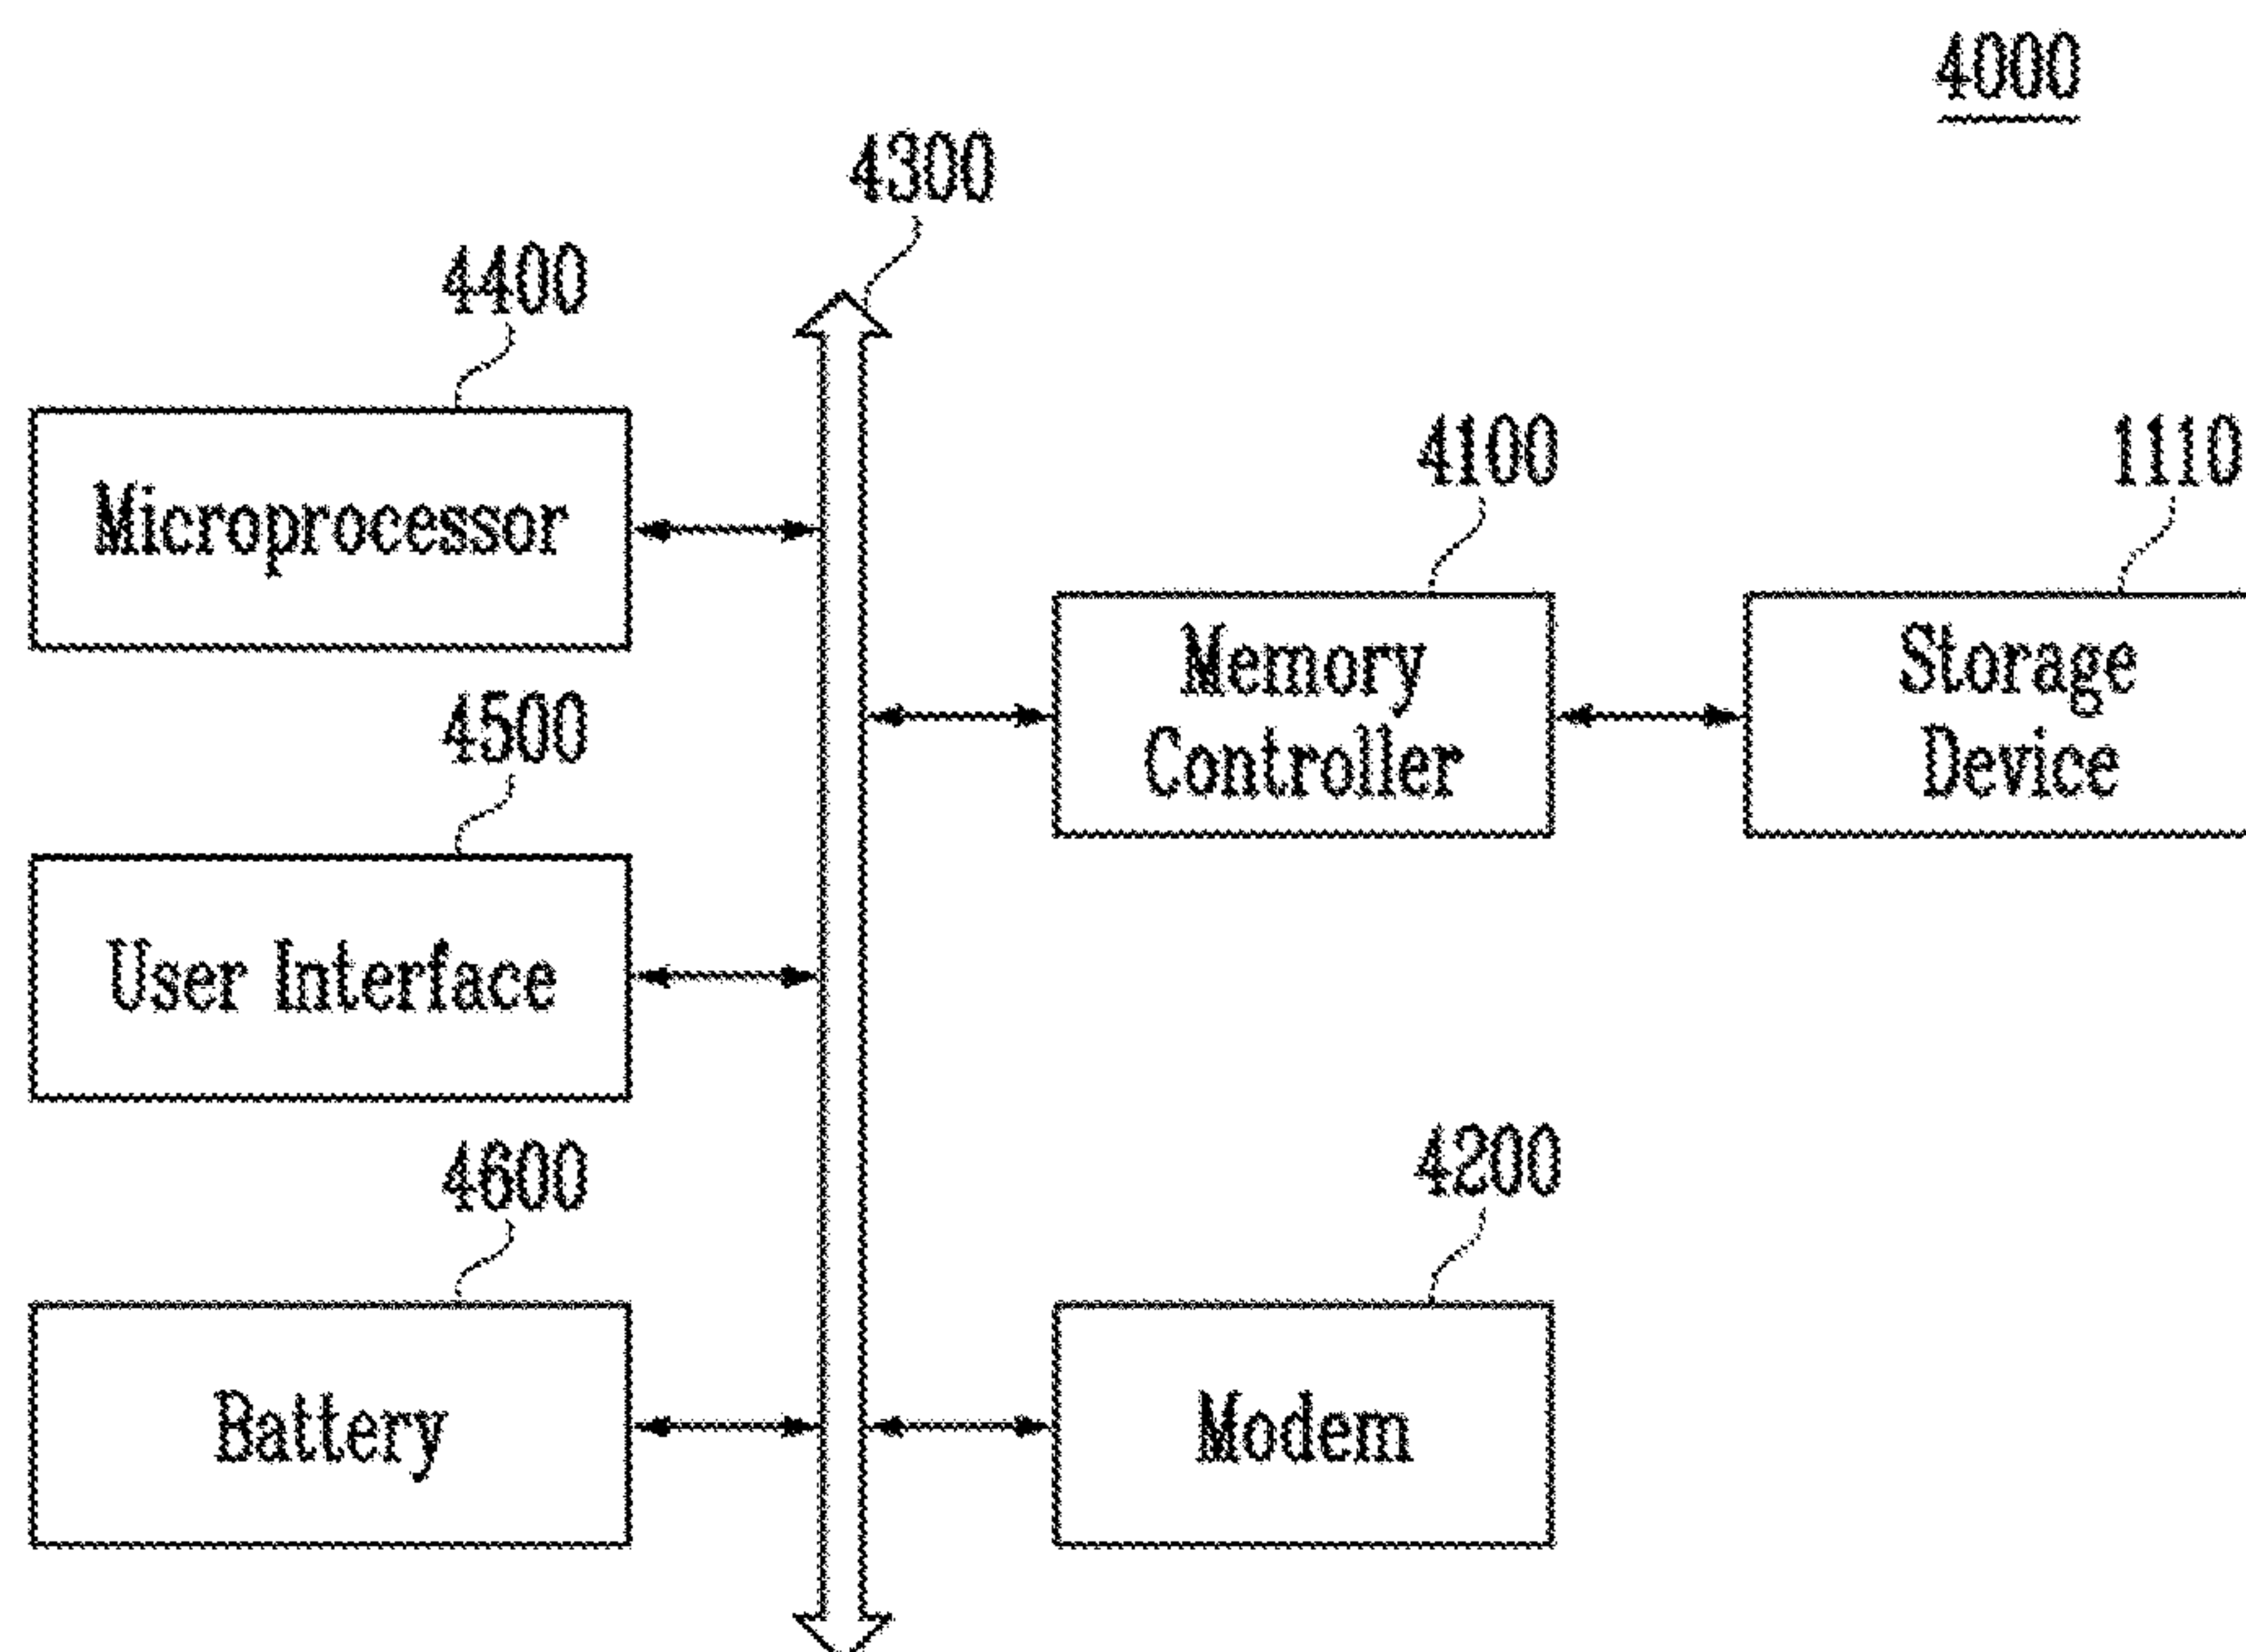 4000
4300
4400
Microprocessor
4100
1110
Memory
Controller
Storage
Device
4500
User Interface
4600
Battery
4200
Modem